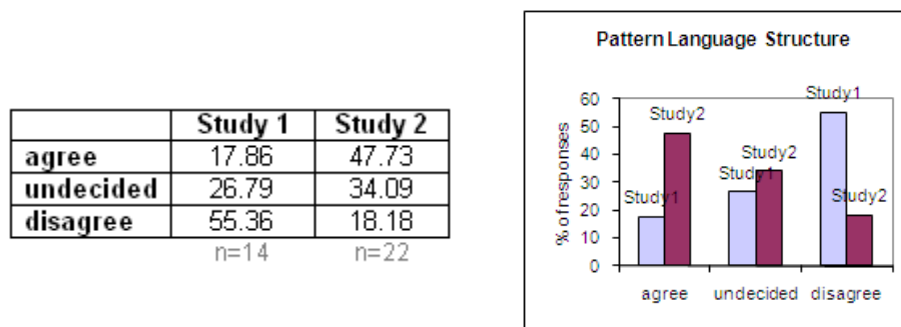 Study 1 Study 2
agree 17.86 47.73
undecided 26.79 34.09
disagree 55.36 18.18
n=14 n=22
Pattern Language Structure
% of responses
60
50
40
30
20
10
0
Study1
Study2
Study1
Study2
Study1
Study2
agree undecided disagree